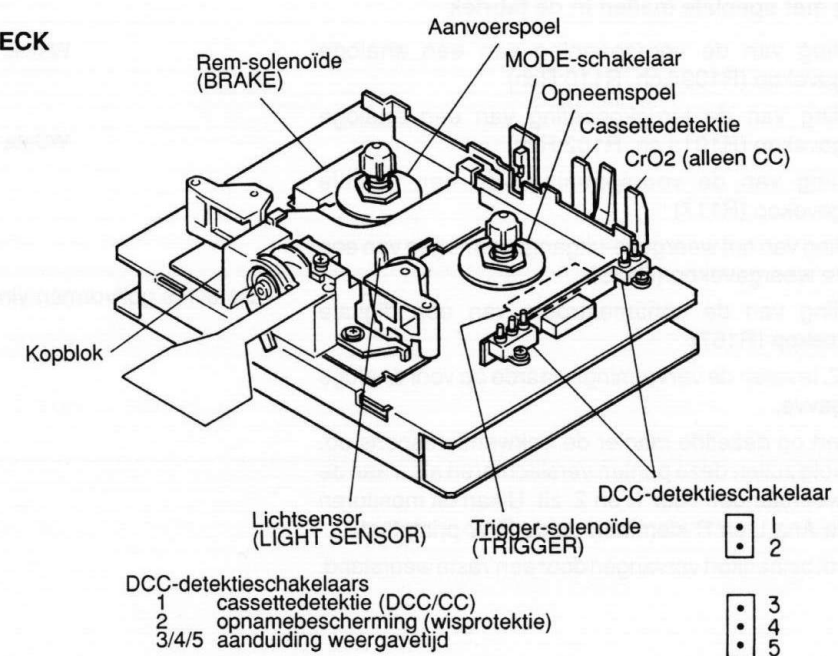 ECK
Aanvoerspoel
Rem-solenoïde
(BRAKE)
MODE-schakelaar
Opneemspoel
Cassettedetektie
CrO2 (alleen CC)
Kopblok
Lichtsensor
(LIGHT SENSOR)
Trigger-solenoïde
(TRIGGER)
DCC-detektieschakelaar
1
2
DCC-detektieschakelaars
1 cassettedetektie (DCC/CC)
2 opnamebescherming (wisprotektie)
3/4/5 aanduiding weergavetijd
3
4
5